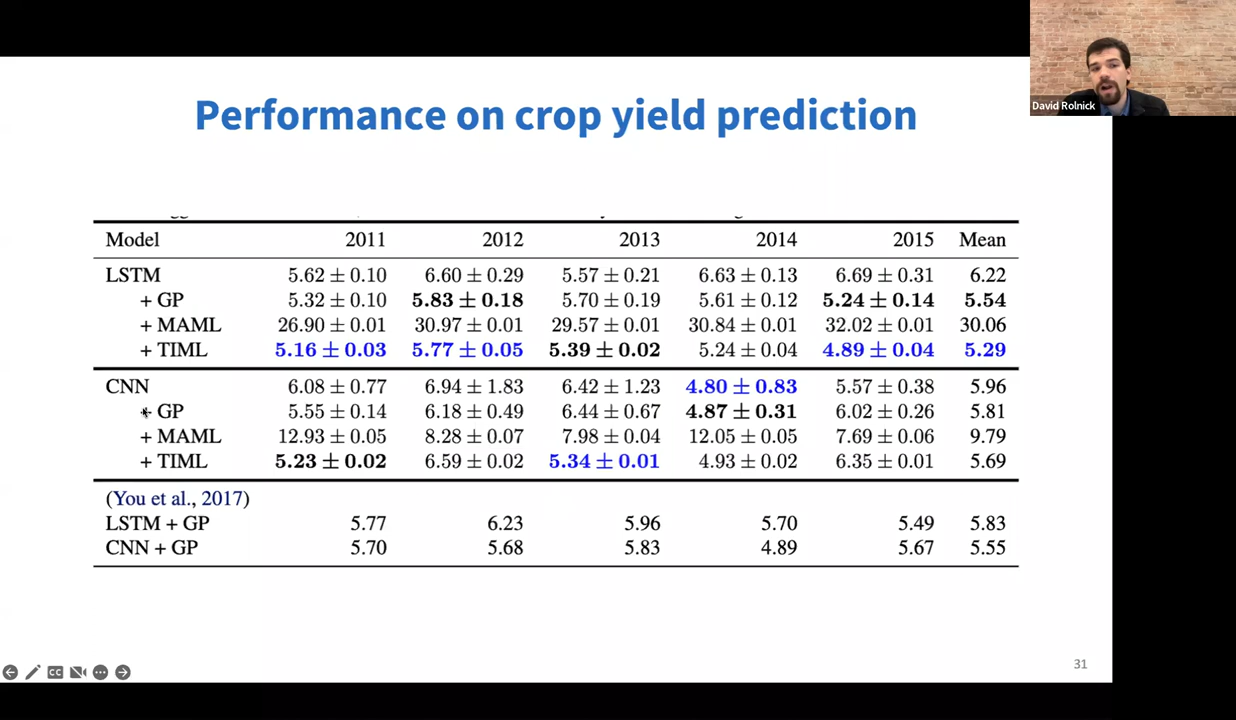 David Rolnick
Performance on crop yield prediction
Model 2011 2012 2013 2014 2015 Mean
LSTM 5.62 ± 0.10 6.60 ± 0.29 5.57 ± 0.21 6.63 ± 0.13 6.69 ± 0.31 6.22
+ GP 5.32 ± 0.10 5.83 ± 0.18 5.70 ± 0.19 5.61 ± 0.12 5.24 ± 0.14 5.54
+ MAML 26.90 ± 0.01 30.97 ± 0.01 29.57 ± 0.01 30.84 ± 0.01 32.02 ± 0.01 30.06
+ TIML 5.16 ± 0.03 5.77 ± 0.05 5.39 ± 0.02 5.24 ± 0.04 4.89 ± 0.04 5.29
CNN 6.08 ± 0.77 6.94 ± 1.83 6.42 ± 1.23 4.80 ± 0.83 5.57 ± 0.38 5.96
+ GP 5.55 ± 0.14 6.18 ± 0.49 6.44 ± 0.67 4.87 ± 0.31 6.02 ± 0.26 5.81
+ MAML 12.93 ± 0.05 8.28 ± 0.07 7.98 ± 0.04 12.05 ± 0.05 7.69 ± 0.06 9.79
+ TIML 5.23 ± 0.02 6.59 ± 0.02 5.34 ± 0.01 4.93 ± 0.02 6.35 ± 0.01 5.69
(You et al., 2017)
LSTM + GP 5.77 6.23 5.96 5.70 5.49 5.83
CNN + GP 5.70 5.68 5.83 4.89 5.67 5.55
CC
31